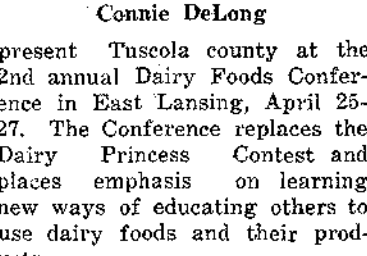 Connie DeLong
present Tuscola county at the
2nd annual Dairy Foods Confer-
ence in East Lansing, April 25-
27. The Conference replaces the
Dairy Princess Contest and
places emphasis on learning
new ways of educating others to
use dairy foods and their prod-